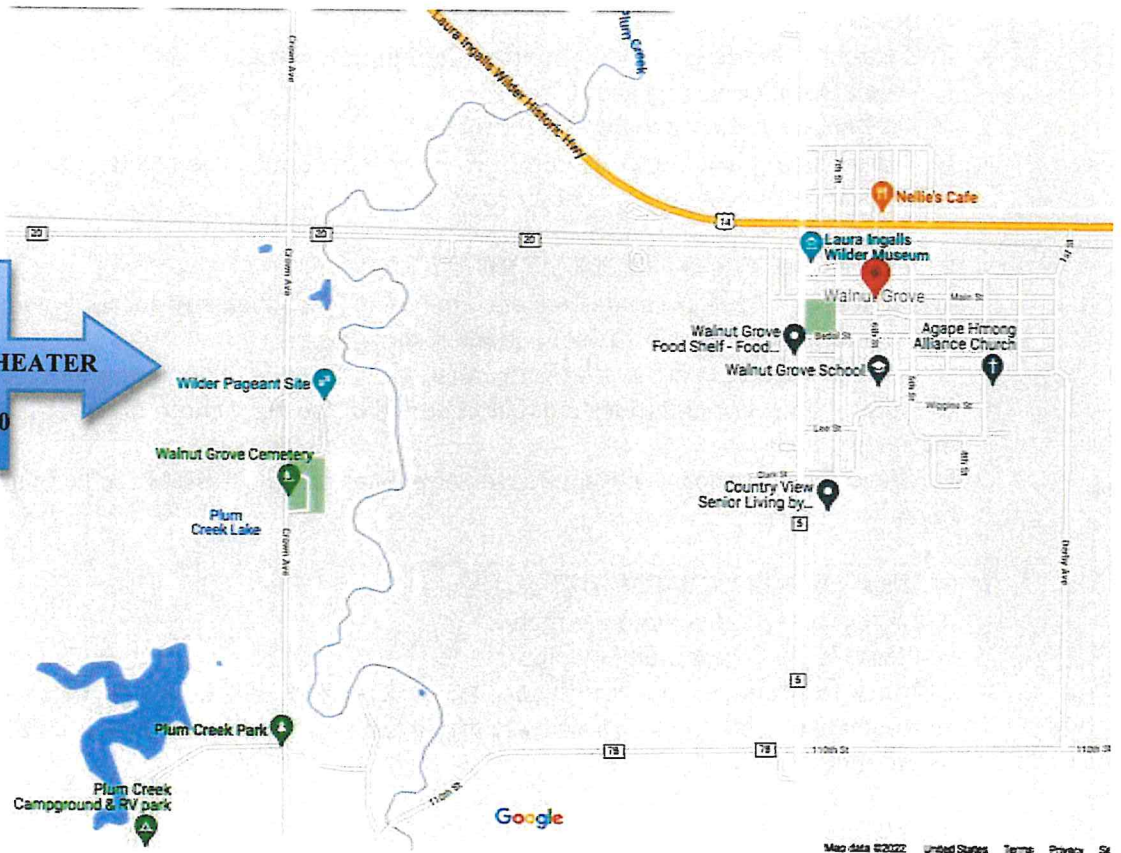 Crown Ave
Laura Ingalls Wilder Historic Hwy
Plum Creek
7th St
Nellie's Cafe
14
20
20
20
Laura Ingalls
Wilder Museum
Crown Ave
Walnut Grove
Main St
HEATER
0
Walnut Grove
Food Shelf - Food...
Bedal St
6th St
Agape Hmong
Alliance Church
Wilder Pageant Site
Walnut Grove School
5th St
Wiggins St
Lee St
Walnut Grove Cemetery
4th St
Clark St
Country View
Senior Living by...
Plum
Creek Lake
5
Crown Ave
Derby Ave
5
Plum Creek Park
78
78
110th St
110th St
Plum Creek
Campground & RV park
110th St
Google
Map data ©2022 United States Terms Privacy